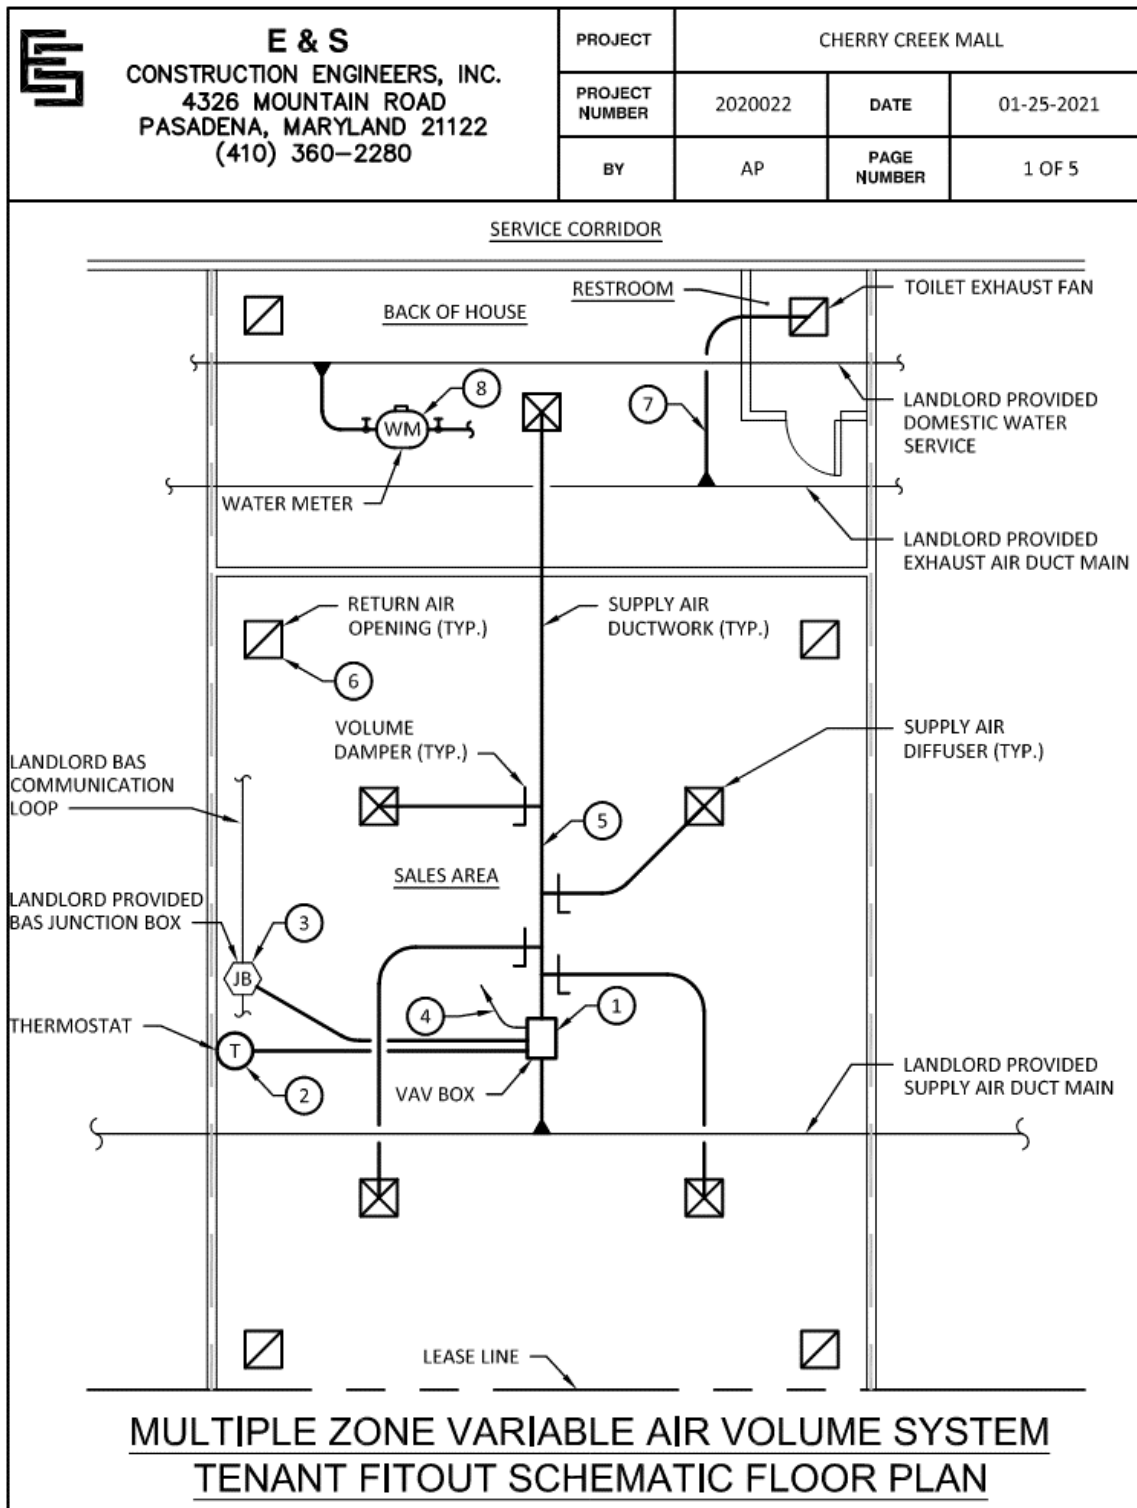 E & S
CONSTRUCTION ENGINEERS, INC.
4326 MOUNTAIN ROAD
PASADENA, MARYLAND 21122
(410) 360-2280
PROJECT
CHERRY CREEK MALL
PROJECT
NUMBER
2020022
DATE
01-25-2021
BY
AP
PAGE
NUMBER
1 OF 5
SERVICE CORRIDOR
BACK OF HOUSE
RESTROOM
TOILET EXHAUST FAN
8
7
WM
LANDLORD PROVIDED
DOMESTIC WATER
SERVICE
WATER METER
LANDLORD PROVIDED
EXHAUST AIR DUCT MAIN
RETURN AIR
OPENING (TYP.)
SUPPLY AIR
DUCTWORK (TYP.)
6
VOLUME
DAMPER (TYP.)
SUPPLY AIR
DIFFUSER (TYP.)
LANDLORD BAS
COMMUNICATION
LOOP
5
SALES AREA
LANDLORD PROVIDED
BAS JUNCTION BOX
3
JB
4
1
THERMOSTAT
T
2
VAV BOX
LANDLORD PROVIDED
SUPPLY AIR DUCT MAIN
LEASE LINE
MULTIPLE ZONE VARIABLE AIR VOLUME SYSTEM
TENANT FITOUT SCHEMATIC FLOOR PLAN